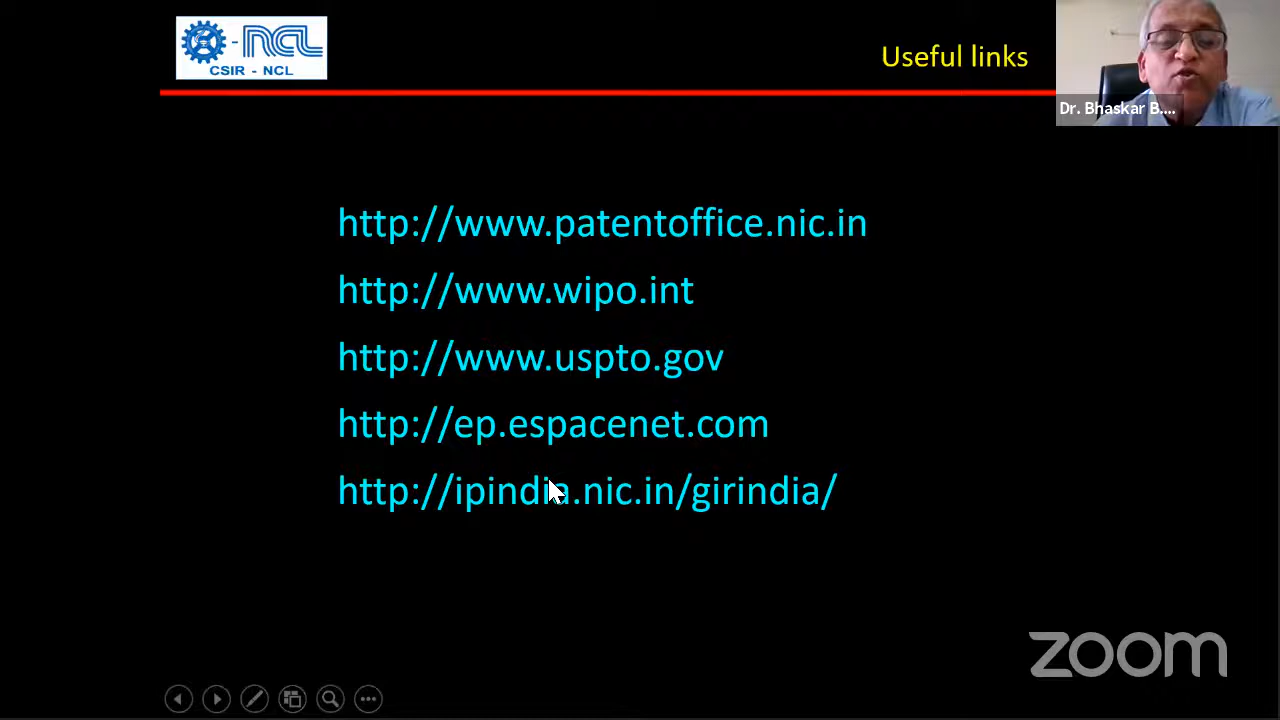 NCL
CSIR - NCL
Useful links
Dr. Bhaskar B....
http://www.patentoffice.nic.in
http://www.wipo.int
http://www.uspto.gov
http://ep.espacenet.com
http://ipindia.nic.in/girindia/
zoom